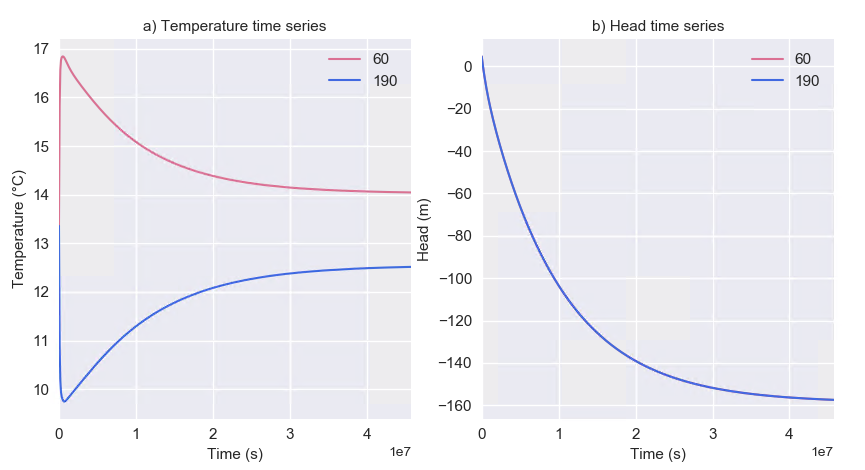 a) Temperature time series
60
190
17
16
15
14
13
12
11
10
Temperature (°C)
0 1 2 3 4
1e7
Time (s)
b) Head time series
60
190
0
−20
−40
−60
−80
−100
−120
−140
−160
Head (m)
0 1 2 3 4
1e7
Time (s)